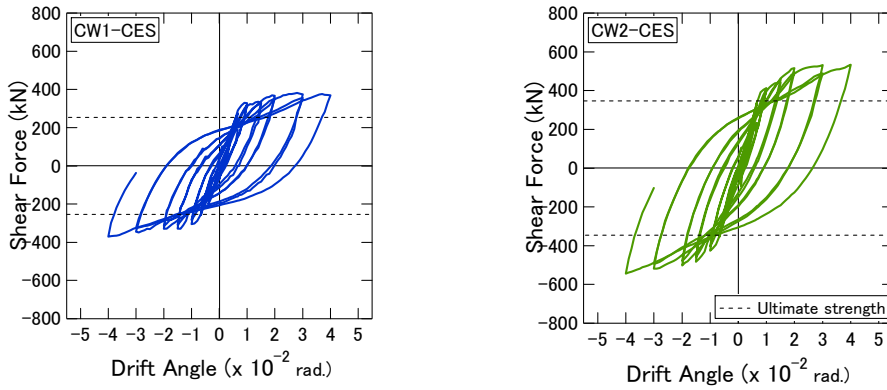 CW1-CES
Shear Force (kN)
800
600
400
200
0
-200
-400
-600
-800
-5 -4 -3 -2 -1 0 1 2 3 4 5
Drift Angle (x 10-2 rad.)
CW2-CES
Shear Force (kN)
800
600
400
200
0
-200
-400
-600
-800
Ultimate strength
-5 -4 -3 -2 -1 0 1 2 3 4 5
Drift Angle (x 10-2 rad.)